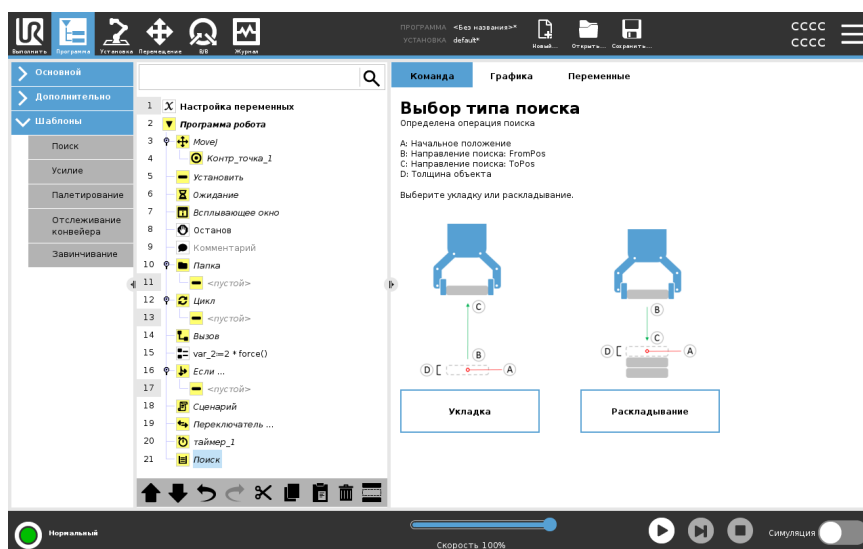 Выполнить
Программа
Установка
Перемещение
В/В
Журнал
ПРОГРАММА <Без названия>*
УСТАНОВКА default*
Новый...
Открыть...
Сохранить...
CCCC
CCCC
Основной
Дополнительно
Шаблоны
Поиск
Усилие
Палетирование
Отслеживание
конвейера
Завинчивание
1 X Настройка переменных
2 Программа робота
3 MoveJ
4 Контр_точка_1
5 Установить
6 Ожидание
7 Всплывающее окно
8 Останов
9 Комментарий
10 Папка
11 <пустой>
12 Цикл
13 <пустой>
14 Вызов
15 var_2≔2 * force()
16 Если ...
17 <пустой>
18 Сценарий
19 Переключатель ...
20 таймер_1
21 Поиск
Команда
Графика
Переменные
Выбор типа поиска
Определена операция поиска
A: Начальное положение
B: Направление поиска: FromPos
C: Направление поиска: ToPos
D: Толщина объекта
Выберите укладку или раскладывание.
C
B
D
A
B
C
D
A
Укладка
Раскладывание
Нормальный
Скорость 100%
Симуляция